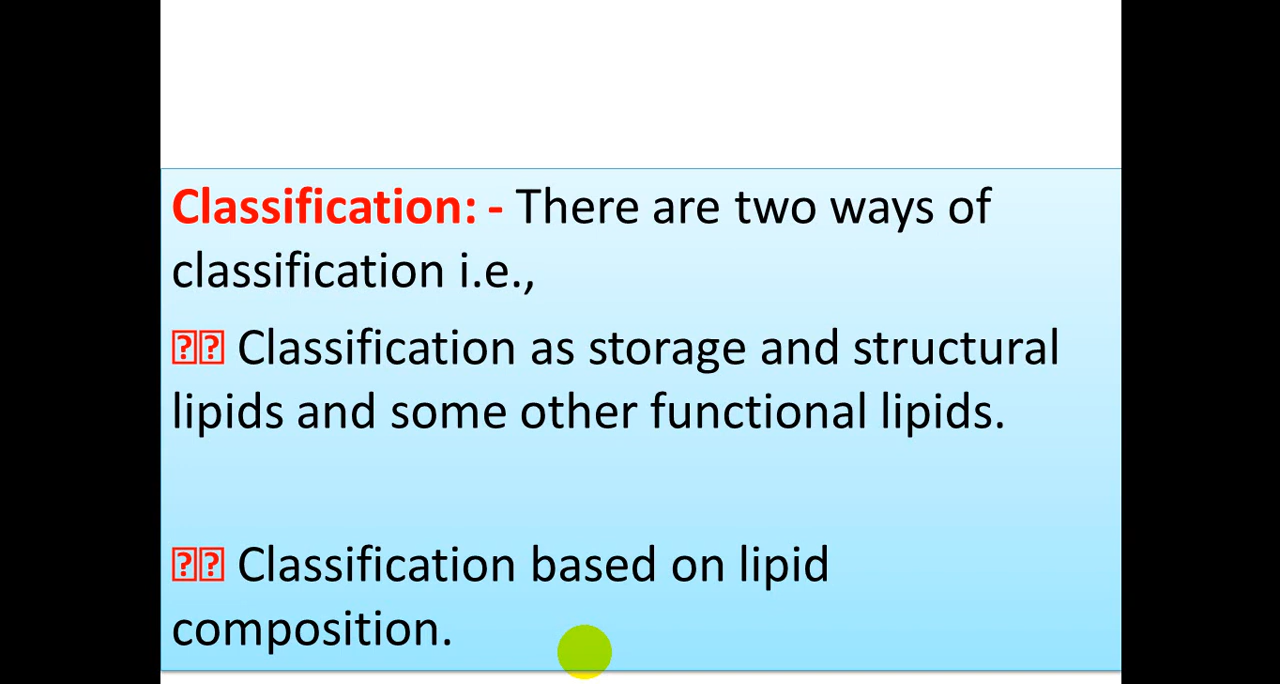 Classification: - There are two ways of
classification i.e.,
⍰⍰ Classification as storage and structural
lipids and some other functional lipids.
⍰⍰ Classification based on lipid
composition.